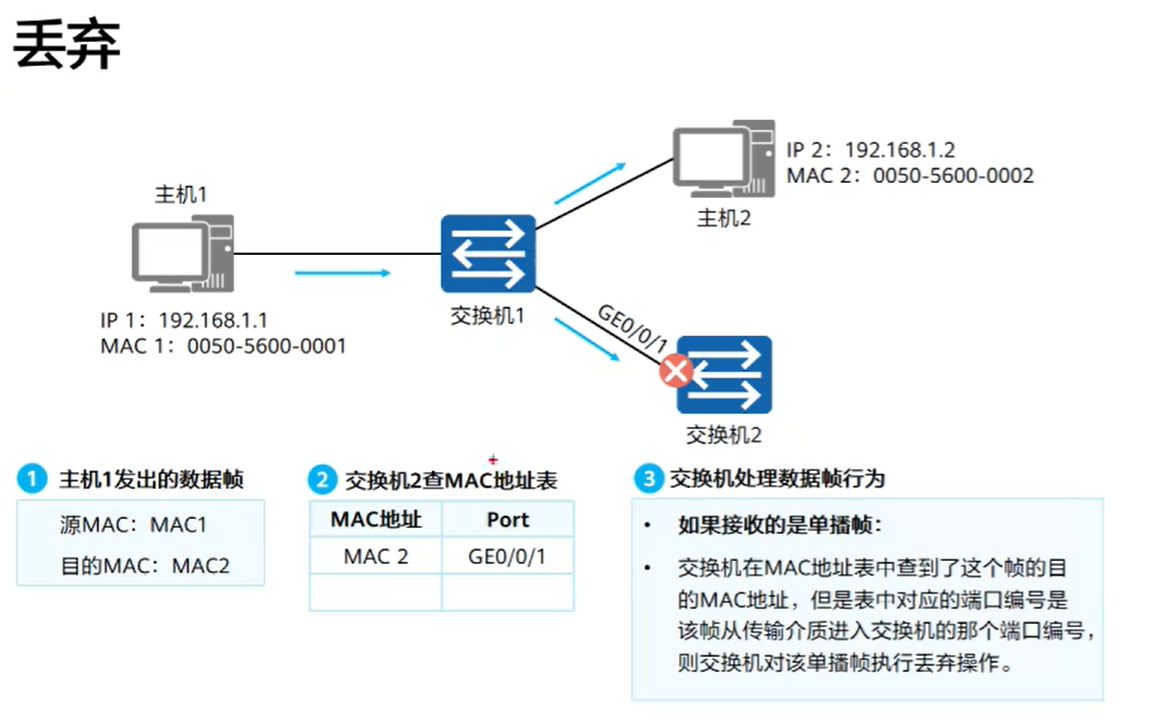 丢弃
主机1
IP 1：192.168.1.1
MAC 1：0050-5600-0001
交换机1
IP 2：192.168.1.2
MAC 2：0050-5600-0002
主机2
GE0/0/1
交换机2
1 主机1发出的数据帧
源MAC：MAC1
目的MAC：MAC2
2 交换机2查MAC地址表
MAC地址 Port
MAC 2 GE0/0/1
3 交换机处理数据帧行为
• 如果接收的是单播帧：
• 交换机在MAC地址表中查到了这个帧的目
的MAC地址，但是表中对应的端口编号是
该帧从传输介质进入交换机的那个端口编号，
则交换机对该单播帧执行丢弃操作。